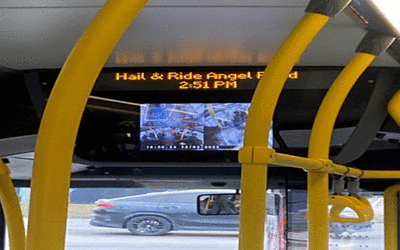 Hail & Ride Angel Road
2:51 PM